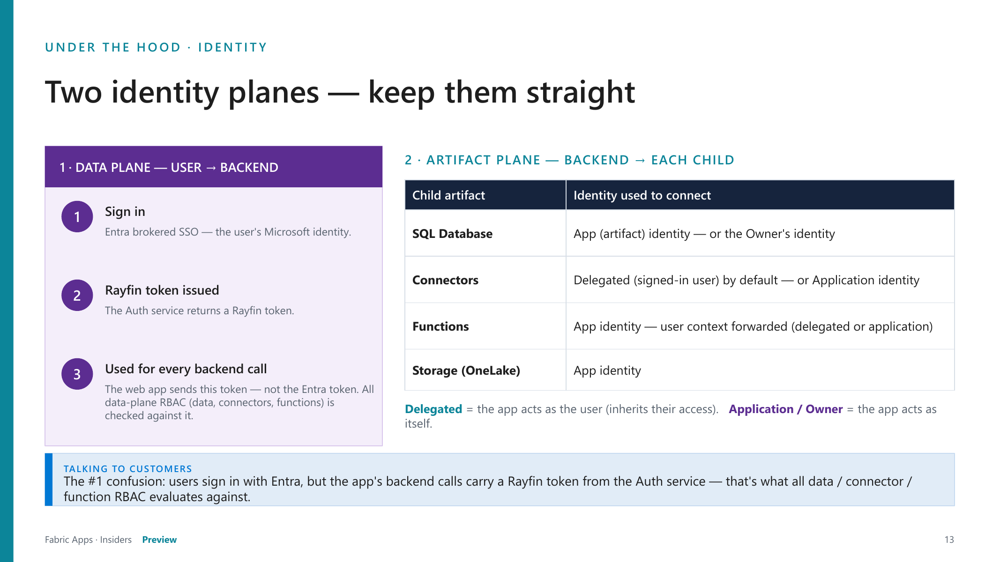 UNDER THE HOOD · IDENTITY
Two identity planes — keep them straight
1 · DATA PLANE — USER → BACKEND
1
Sign in
Entra brokered SSO — the user's Microsoft identity.
2
Rayfin token issued
The Auth service returns a Rayfin token.
3
Used for every backend call
The web app sends this token — not the Entra token. All
data-plane RBAC (data, connectors, functions) is
checked against it.
2 · ARTIFACT PLANE — BACKEND → EACH CHILD
Child artifact Identity used to connect
SQL Database App (artifact) identity — or the Owner's identity
Connectors Delegated (signed-in user) by default — or Application identity
Functions App identity — user context forwarded (delegated or application)
Storage (OneLake) App identity
Delegated = the app acts as the user (inherits their access). Application / Owner = the app acts as
itself.
TALKING TO CUSTOMERS
The #1 confusion: users sign in with Entra, but the app's backend calls carry a Rayfin token from the Auth service — that's what all data / connector /
function RBAC evaluates against.
Fabric Apps · Insiders Preview
13